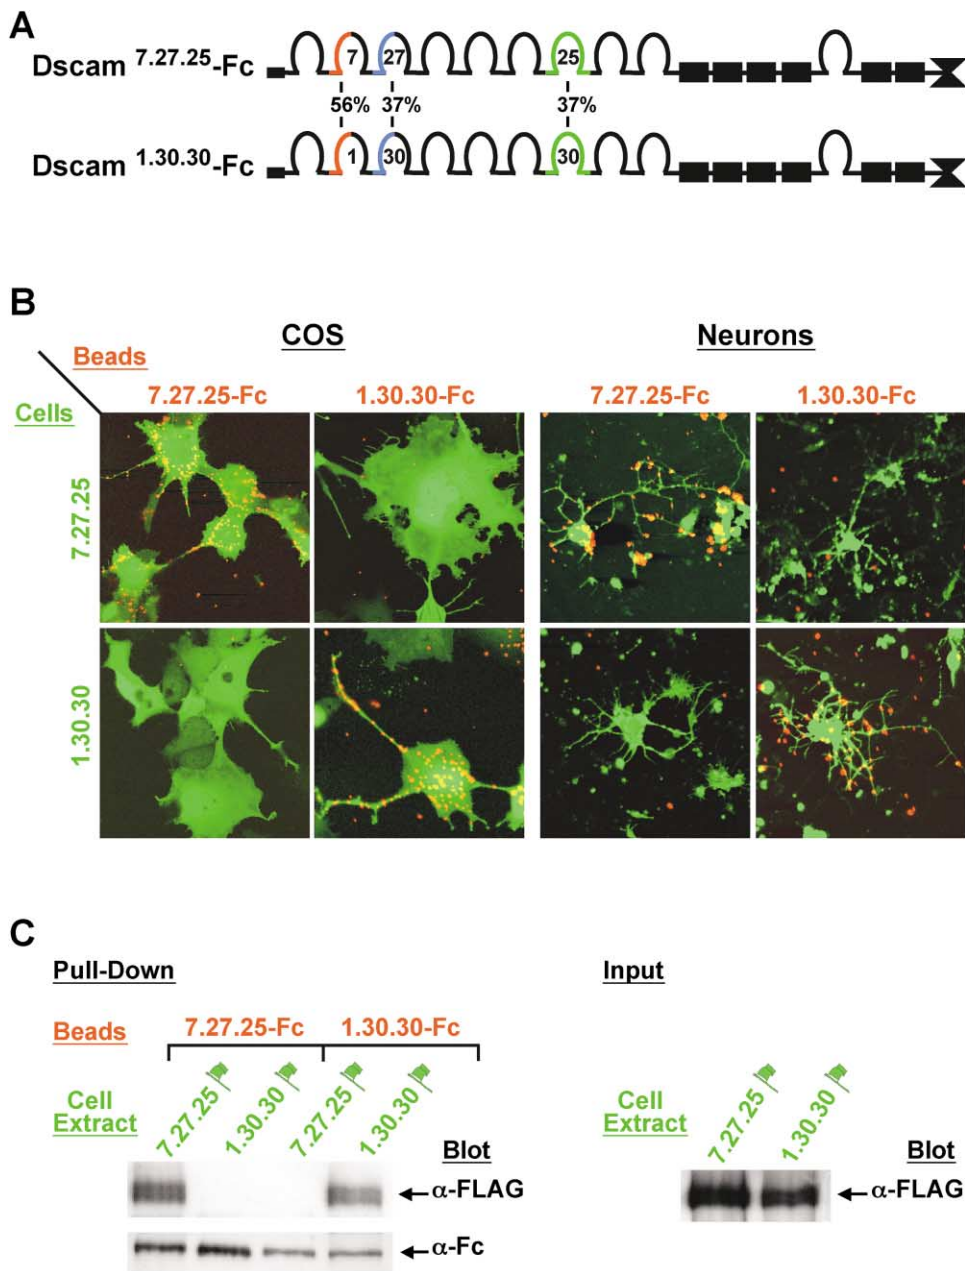 A
Dscam 7.27.25-Fc
7 27 25
56% 37% 37%
Dscam 1.30.30-Fc
1 30 30
B
COS Neurons
Beads
7.27.25-Fc 1.30.30-Fc 7.27.25-Fc 1.30.30-Fc
Cells
7.27.25
1.30.30
C
Pull-Down Input
Beads 7.27.25-Fc 1.30.30-Fc
Cell Extract 7.27.25 1.30.30 7.27.25 1.30.30
Blot
α-FLAG
α-Fc
Cell Extract 7.27.25 1.30.30
Blot
α-FLAG